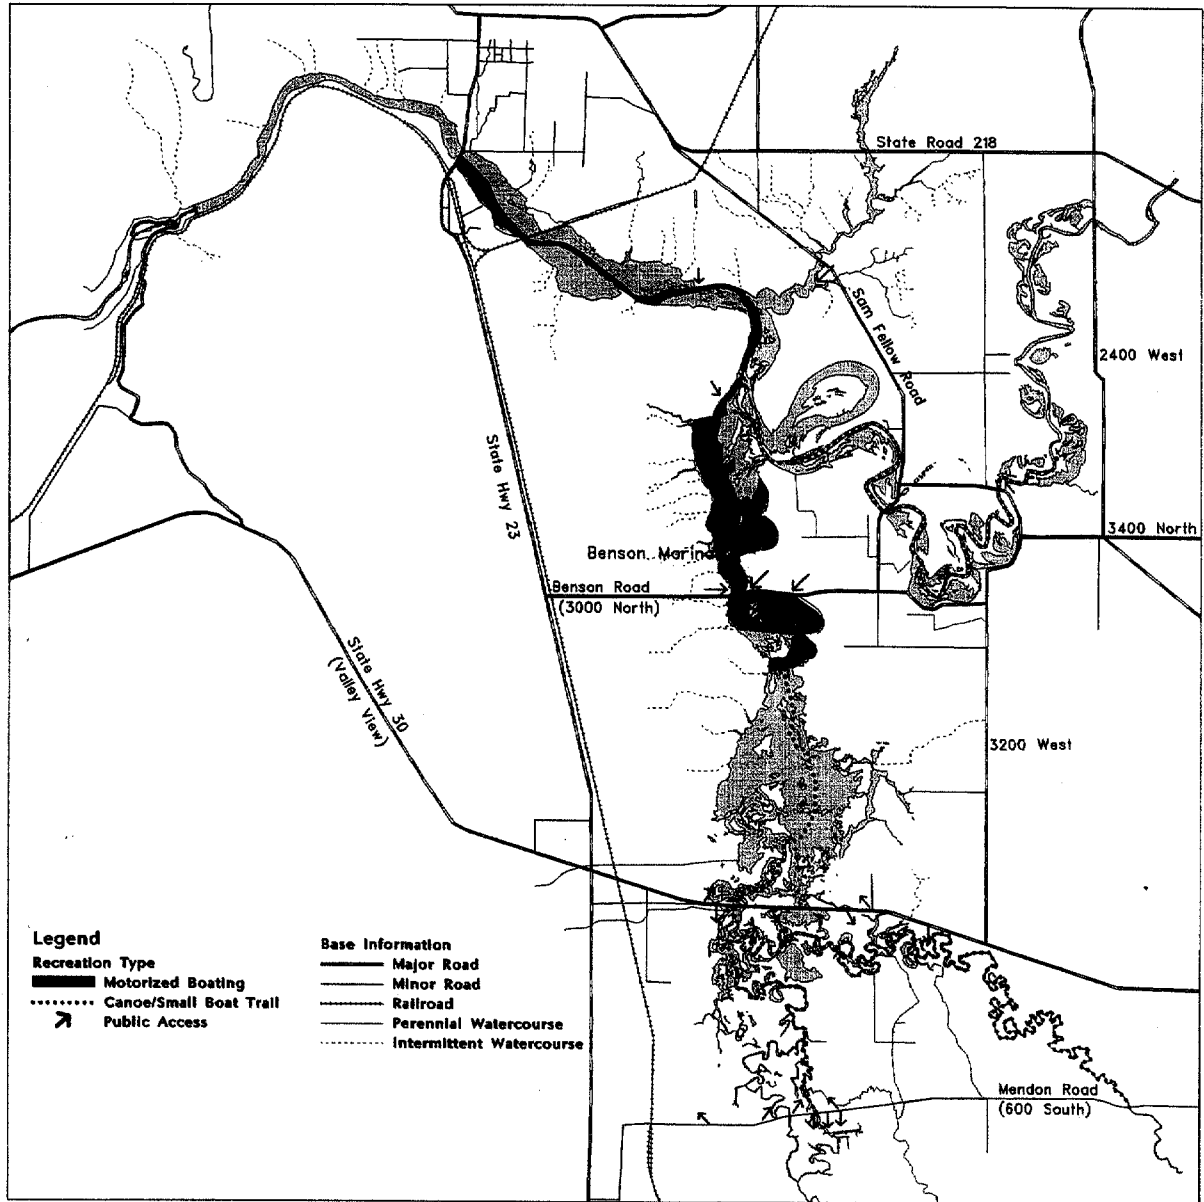 State Road 218
Sam Fellow Road
2400 West
State Hwy 23
3400 North
Benson Marina
Benson Road
(3000 North)
State Hwy 30
(Valley View)
3200 West
Legend
Recreation Type
Motorized Boating
Canoe/Small Boat Trail
Public Access
Base Information
Major Road
Minor Road
Railroad
Perennial Watercourse
Intermittent Watercourse
Mendon Road
(600 South)